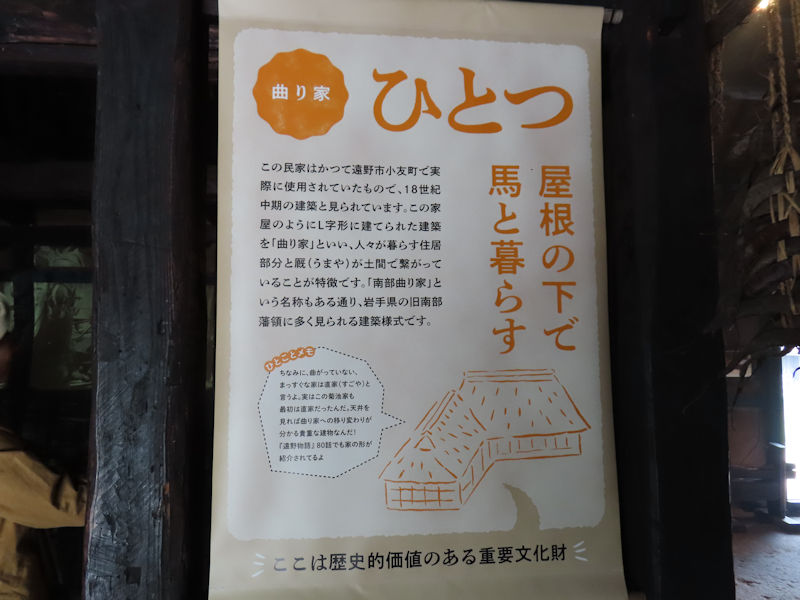 曲り家
ひとつ
屋根の下で
馬と暮らす
この民家はかつて遠野市小友町で実
際に使用されていたもので、18世紀
中期の建築と見られています。この家
屋のようにL字形に建てられた建築
を「曲り家」といい、人々が暮らす住居
部分と厩(うまや)が土間で繋がって
いることが特徴です。「南部曲り家」と
いう名称もある通り、岩手県の旧南部
藩領に多く見られる建築様式です。
ひとことメモ
ちなみに、曲がっていない、
まっすぐな家は直家(すごや)と
言うよ。実はこの菊池家も
最初は直家だったんだ。天井を
見れば曲り家への移り変わりが
分かる貴重な建物なんだ!
『遠野物語』80話でも家の形が
紹介されてるよ
ここは歴史的価値のある重要文化財